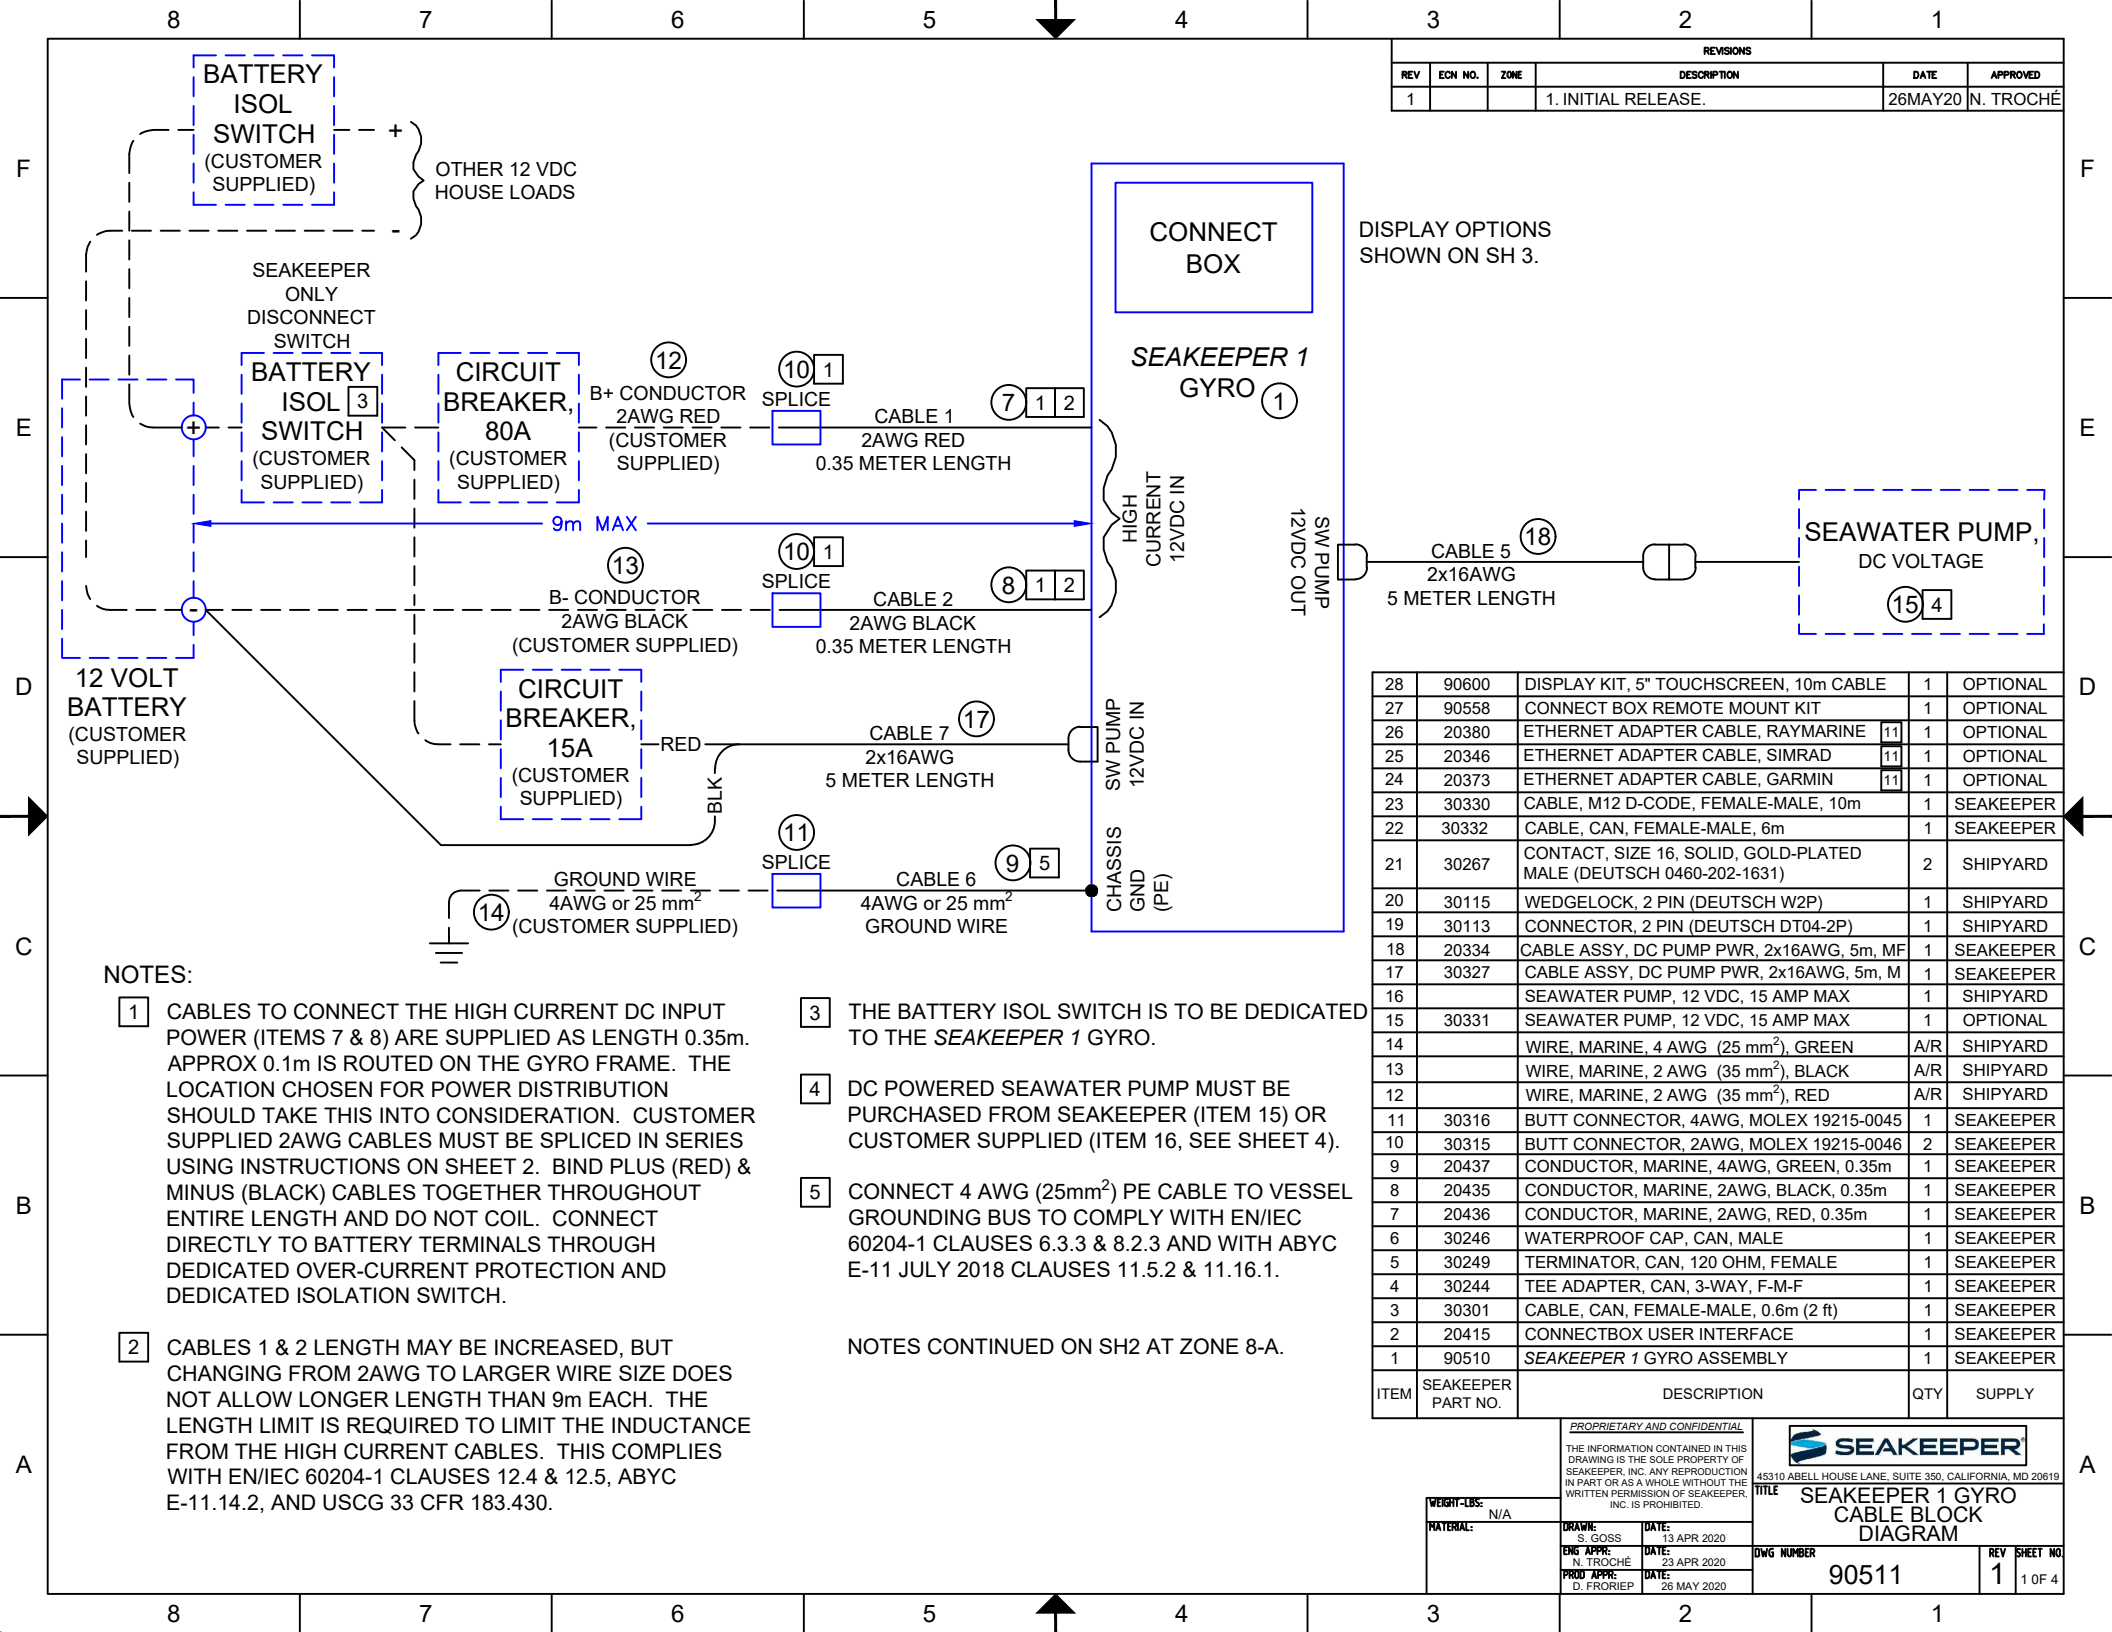 8 7 6 5 4 3 2 1
REVISIONS
REV ECN NO. ZONE DESCRIPTION DATE APPROVED
1 1. INITIAL RELEASE. 26MAY20 N. TROCHÉ
F
F
BATTERY
ISOL
SWITCH
(CUSTOMER
SUPPLIED)
+
-
OTHER 12 VDC
HOUSE LOADS
CONNECT
BOX
DISPLAY OPTIONS
SHOWN ON SH 3.
SEAKEEPER
ONLY
DISCONNECT
SWITCH
BATTERY
ISOL 3
SWITCH
(CUSTOMER
SUPPLIED)
CIRCUIT
BREAKER,
80A
(CUSTOMER
SUPPLIED)
12
B+ CONDUCTOR
2AWG RED
(CUSTOMER
SUPPLIED)
10 1
SPLICE
7 1 2
CABLE 1
2AWG RED
0.35 METER LENGTH
SEAKEEPER 1
GYRO 1
E
E
+
9m MAX
HIGH
CURRENT
12VDC IN
SW PUMP
12VDC OUT
13
B- CONDUCTOR
2AWG BLACK
(CUSTOMER SUPPLIED)
10 1
SPLICE
8 1 2
CABLE 2
2AWG BLACK
0.35 METER LENGTH
18
CABLE 5
2x16AWG
5 METER LENGTH
SEAWATER PUMP,
DC VOLTAGE
15 4
-
12 VOLT
BATTERY
(CUSTOMER
SUPPLIED)
D
D
CIRCUIT
BREAKER,
15A
(CUSTOMER
SUPPLIED)
RED
BLK
17
CABLE 7
2x16AWG
5 METER LENGTH
SW PUMP
12VDC IN
11
SPLICE
9 5
CABLE 6
4AWG or 25 mm²
GROUND WIRE
CHASSIS
GND
(PE)
GROUND WIRE
4AWG or 25 mm²
14 (CUSTOMER SUPPLIED)
C
C
28 90600 DISPLAY KIT, 5" TOUCHSCREEN, 10m CABLE 1 OPTIONAL
27 90558 CONNECT BOX REMOTE MOUNT KIT 1 OPTIONAL
26 20380 ETHERNET ADAPTER CABLE, RAYMARINE 11 1 OPTIONAL
25 20346 ETHERNET ADAPTER CABLE, SIMRAD 11 1 OPTIONAL
24 20373 ETHERNET ADAPTER CABLE, GARMIN 11 1 OPTIONAL
23 30330 CABLE, M12 D-CODE, FEMALE-MALE, 10m 1 SEAKEEPER
22 30332 CABLE, CAN, FEMALE-MALE, 6m 1 SEAKEEPER
21 30267 CONTACT, SIZE 16, SOLID, GOLD-PLATED
MALE (DEUTSCH 0460-202-1631) 2 SHIPYARD
20 30115 WEDGELOCK, 2 PIN (DEUTSCH W2P) 1 SHIPYARD
19 30113 CONNECTOR, 2 PIN (DEUTSCH DT04-2P) 1 SHIPYARD
18 20334 CABLE ASSY, DC PUMP PWR, 2x16AWG, 5m, MF 1 SEAKEEPER
17 30327 CABLE ASSY, DC PUMP PWR, 2x16AWG, 5m, M 1 SEAKEEPER
16 SEAWATER PUMP, 12 VDC, 15 AMP MAX 1 SHIPYARD
15 30331 SEAWATER PUMP, 12 VDC, 15 AMP MAX 1 OPTIONAL
14 WIRE, MARINE, 4 AWG (25 mm²), GREEN A/R SHIPYARD
13 WIRE, MARINE, 2 AWG (35 mm²), BLACK A/R SHIPYARD
12 WIRE, MARINE, 2 AWG (35 mm²), RED A/R SHIPYARD
11 30316 BUTT CONNECTOR, 4AWG, MOLEX 19215-0045 1 SEAKEEPER
10 30315 BUTT CONNECTOR, 2AWG, MOLEX 19215-0046 2 SEAKEEPER
9 20437 CONDUCTOR, MARINE, 4AWG, GREEN, 0.35m 1 SEAKEEPER
8 20435 CONDUCTOR, MARINE, 2AWG, BLACK, 0.35m 1 SEAKEEPER
7 20436 CONDUCTOR, MARINE, 2AWG, RED, 0.35m 1 SEAKEEPER
6 30246 WATERPROOF CAP, CAN, MALE 1 SEAKEEPER
5 30249 TERMINATOR, CAN, 120 OHM, FEMALE 1 SEAKEEPER
4 30244 TEE ADAPTER, CAN, 3-WAY, F-M-F 1 SEAKEEPER
3 30301 CABLE, CAN, FEMALE-MALE, 0.6m (2 ft) 1 SEAKEEPER
2 20415 CONNECTBOX USER INTERFACE 1 SEAKEEPER
1 90510 SEAKEEPER 1 GYRO ASSEMBLY 1 SEAKEEPER
ITEM SEAKEEPER PART NO. DESCRIPTION QTY SUPPLY
NOTES:
1 CABLES TO CONNECT THE HIGH CURRENT DC INPUT
POWER (ITEMS 7 & 8) ARE SUPPLIED AS LENGTH 0.35m.
APPROX 0.1m IS ROUTED ON THE GYRO FRAME. THE
LOCATION CHOSEN FOR POWER DISTRIBUTION
SHOULD TAKE THIS INTO CONSIDERATION. CUSTOMER
SUPPLIED 2AWG CABLES MUST BE SPLICED IN SERIES
USING INSTRUCTIONS ON SHEET 2. BIND PLUS (RED) &
MINUS (BLACK) CABLES TOGETHER THROUGHOUT
ENTIRE LENGTH AND DO NOT COIL. CONNECT
DIRECTLY TO BATTERY TERMINALS THROUGH
DEDICATED OVER-CURRENT PROTECTION AND
DEDICATED ISOLATION SWITCH.
2 CABLES 1 & 2 LENGTH MAY BE INCREASED, BUT
CHANGING FROM 2AWG TO LARGER WIRE SIZE DOES
NOT ALLOW LONGER LENGTH THAN 9m EACH. THE
LENGTH LIMIT IS REQUIRED TO LIMIT THE INDUCTANCE
FROM THE HIGH CURRENT CABLES. THIS COMPLIES
WITH EN/IEC 60204-1 CLAUSES 12.4 & 12.5, ABYC
E-11.14.2, AND USCG 33 CFR 183.430.
3 THE BATTERY ISOL SWITCH IS TO BE DEDICATED
TO THE SEAKEEPER 1 GYRO.
4 DC POWERED SEAWATER PUMP MUST BE
PURCHASED FROM SEAKEEPER (ITEM 15) OR
CUSTOMER SUPPLIED (ITEM 16, SEE SHEET 4).
5 CONNECT 4 AWG (25mm²) PE CABLE TO VESSEL
GROUNDING BUS TO COMPLY WITH EN/IEC
60204-1 CLAUSES 6.3.3 & 8.2.3 AND WITH ABYC
E-11 JULY 2018 CLAUSES 11.5.2 & 11.16.1.
NOTES CONTINUED ON SH2 AT ZONE 8-A.
B
B
A
A
PROPRIETARY AND CONFIDENTIAL
THE INFORMATION CONTAINED IN THIS
DRAWING IS THE SOLE PROPERTY OF
SEAKEEPER, INC. ANY REPRODUCTION
IN PART OR AS A WHOLE WITHOUT THE
WRITTEN PERMISSION OF SEAKEEPER,
INC. IS PROHIBITED.
SEAKEEPER®
45310 ABELL HOUSE LANE, SUITE 350, CALIFORNIA, MD 20619
TITLE SEAKEEPER 1 GYRO
CABLE BLOCK
DIAGRAM
WEIGHT-LBS:
N/A
MATERIAL:
DRAWN: DATE:
S. GOSS 13 APR 2020
ENG APPR: DATE:
N. TROCHÉ 23 APR 2020
PROD APPR: DATE:
D. FRORIEP 26 MAY 2020
DWG NUMBER REV SHEET NO.
90511 1 1 OF 4
8 7 6 5 4 3 2 1